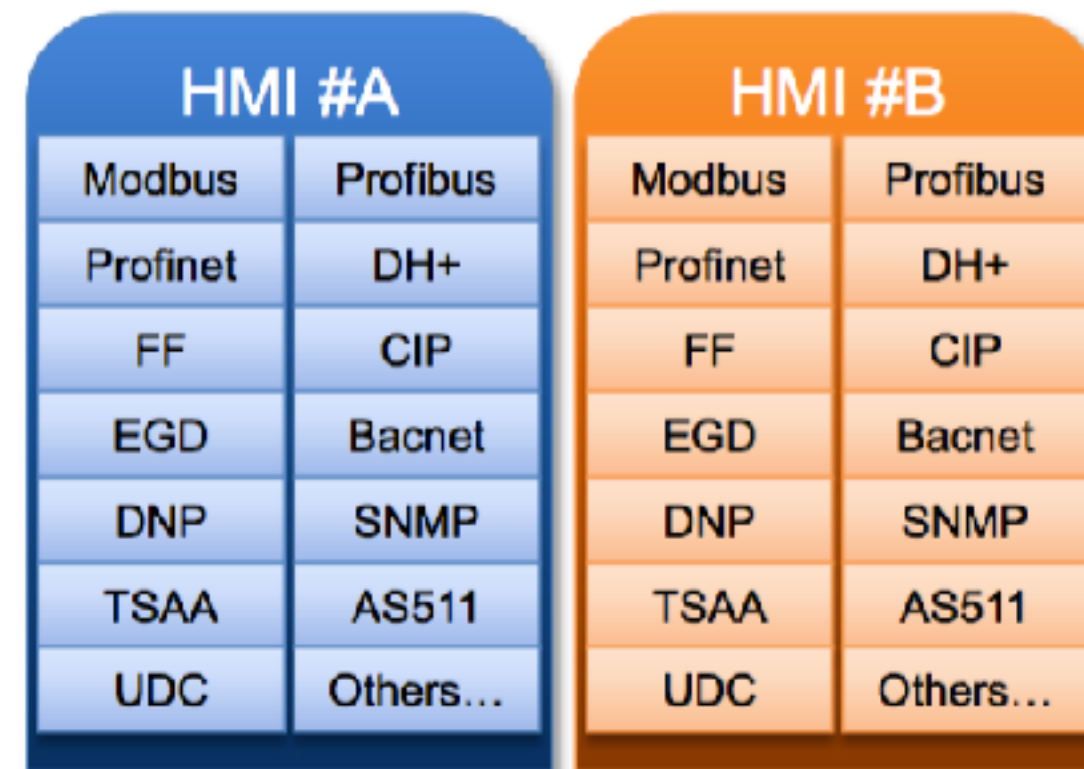 HMI #A
Modbus Profibus
Profinet DH+
FF CIP
EGD Bacnet
DNP SNMP
TSAA AS511
UDC Others…
HMI #B
Modbus Profibus
Profinet DH+
FF CIP
EGD Bacnet
DNP SNMP
TSAA AS511
UDC Others…